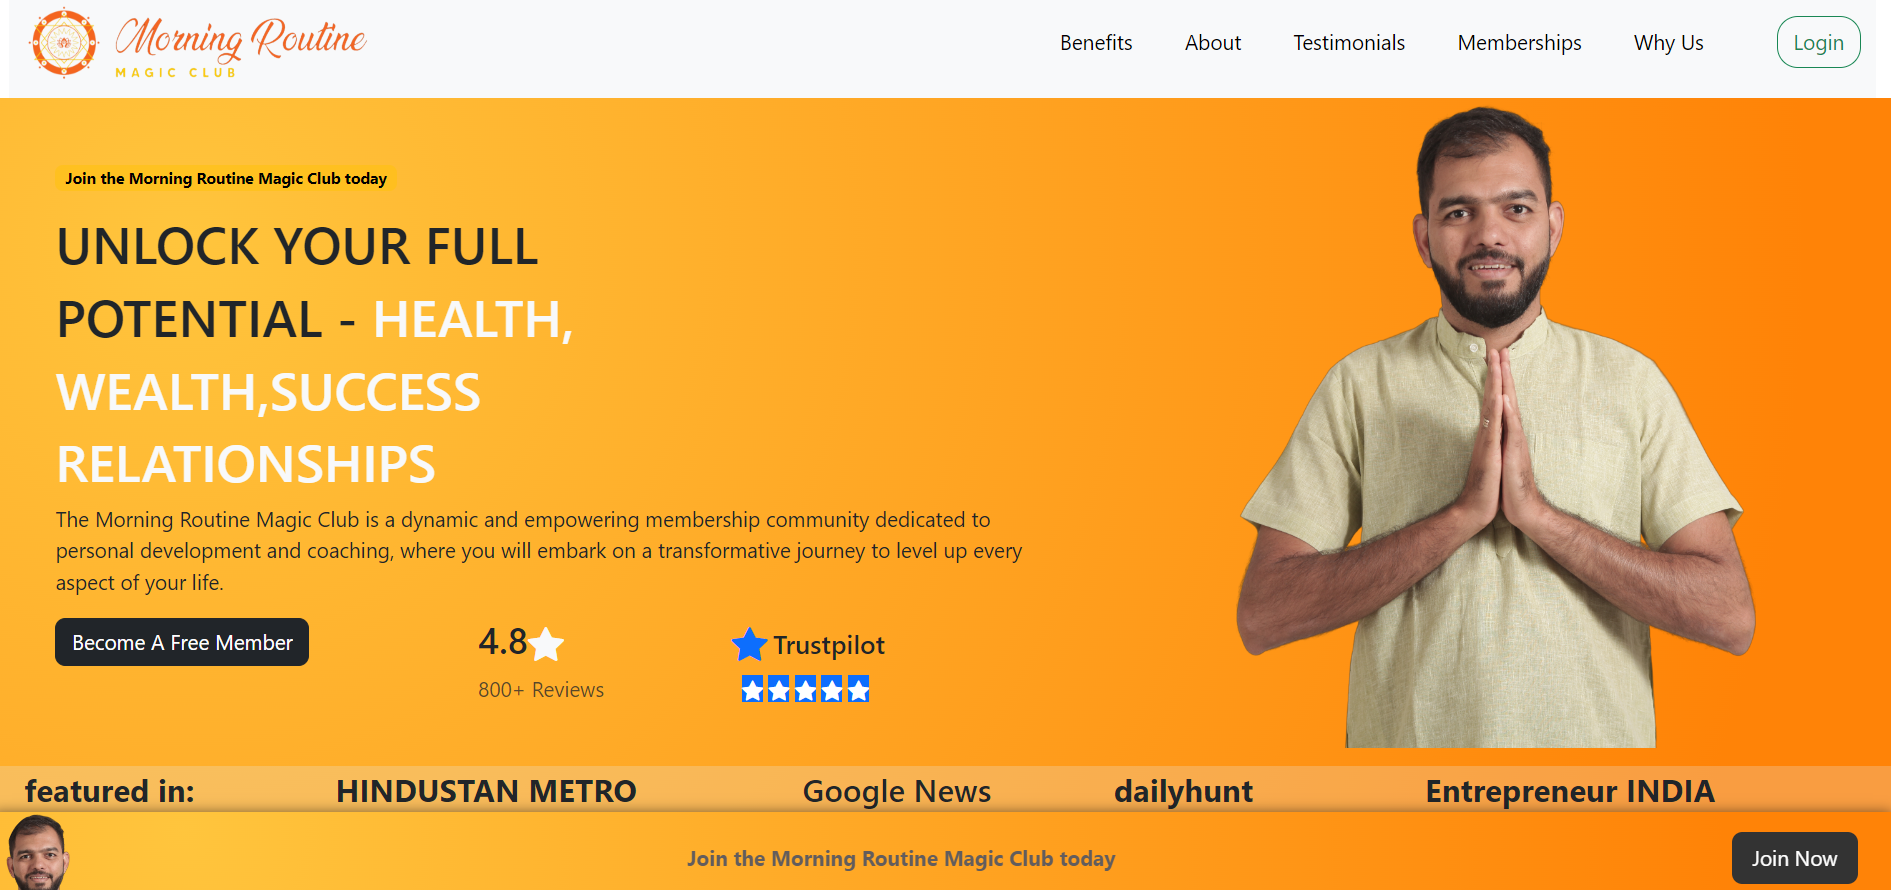 Morning Routine
MAGIC CLUB
Benefits
About
Testimonials
Memberships
Why Us
Login
Join the Morning Routine Magic Club today
UNLOCK YOUR FULL
POTENTIAL - HEALTH,
WEALTH,SUCCESS
RELATIONSHIPS
The Morning Routine Magic Club is a dynamic and empowering membership community dedicated to
personal development and coaching, where you will embark on a transformative journey to level up every
aspect of your life.
Become A Free Member
4.8
800+ Reviews
Trustpilot
featured in:
HINDUSTAN METRO
Google News
dailyhunt
Entrepreneur INDIA
Join the Morning Routine Magic Club today
Join Now